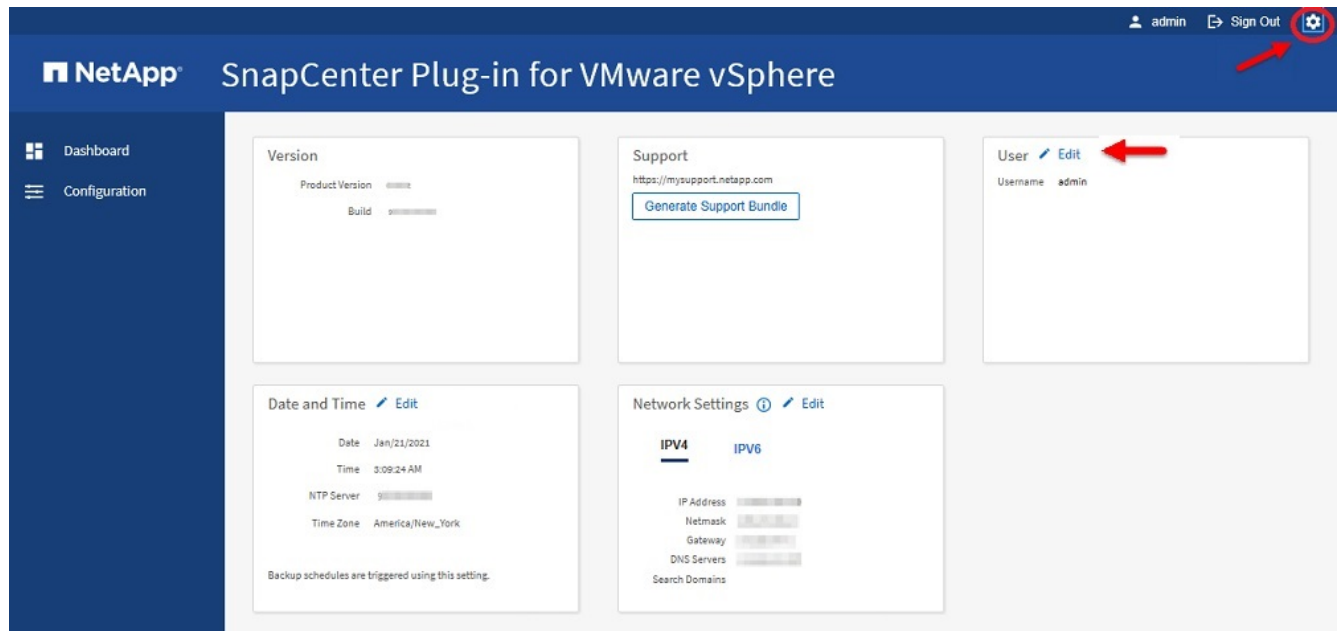 admin Sign Out
NetApp SnapCenter Plug-in for VMware vSphere
Dashboard
Configuration
Version
Product Version
Build
Support
https://mysupport.netapp.com
Generate Support Bundle
User Edit
Username admin
Date and Time Edit
Date Jan/21/2021
Time 3:09:24 AM
NTP Server
Time Zone America/New_York
Backup schedules are triggered using this setting.
Network Settings Edit
IPV4 IPV6
IP Address
Netmask
Gateway
DNS Servers
Search Domains